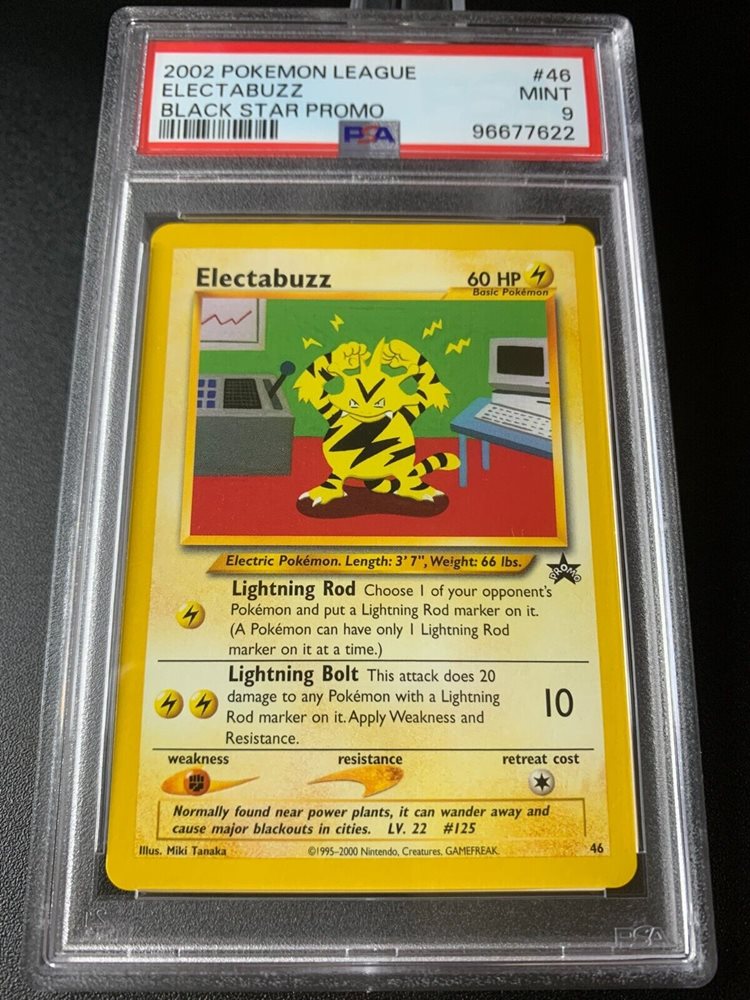 2002 POKEMON LEAGUE #46
ELECTABUZZ MINT
BLACK STAR PROMO 9
PSA 96677622
Electabuzz 60 HP
Basic Pokémon
Electric Pokémon. Length: 3' 7", Weight: 66 lbs.
PROMO
Lightning Rod Choose 1 of your opponent's
Pokémon and put a Lightning Rod marker on it.
(A Pokémon can have only 1 Lightning Rod
marker on it at a time.)
Lightning Bolt This attack does 20
damage to any Pokémon with a Lightning
Rod marker on it. Apply Weakness and
Resistance.
10
weakness resistance retreat cost
Normally found near power plants, it can wander away and
cause major blackouts in cities. LV. 22 #125
Illus. Miki Tanaka ©1995-2000 Nintendo, Creatures, GAMEFREAK. 46
PSA